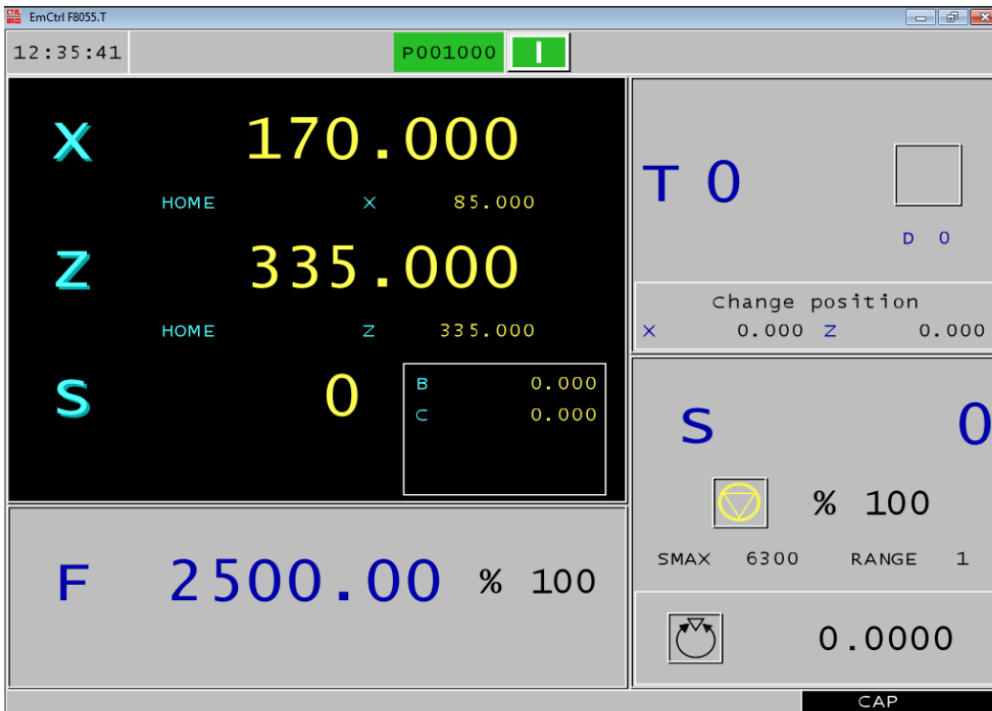 EmCtrl F8055.T
12:35:41 P001000
X 170.000
HOME X 85.000
Z 335.000
HOME Z 335.000
S 0
B 0.000
C 0.000
F 2500.00 % 100
T 0
D 0
Change position
X 0.000 Z 0.000
S 0
% 100
SMAX 6300 RANGE 1
0.0000
CAP